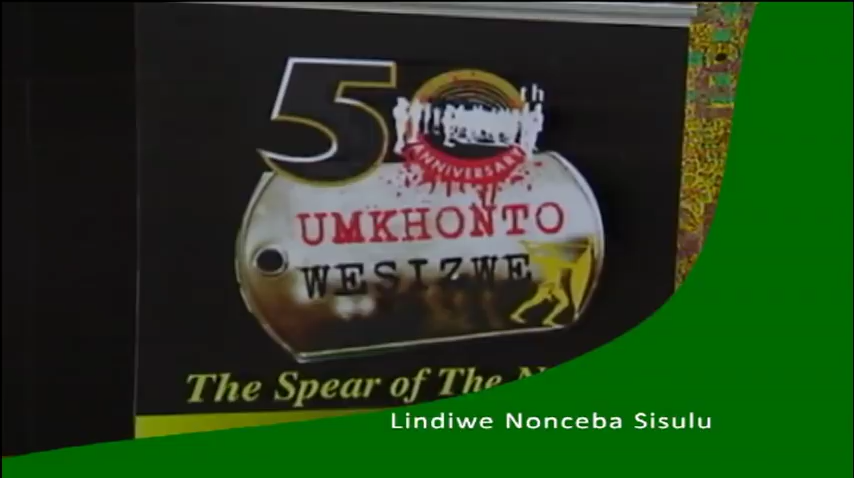 50th
ANNIVERSARY
UMKHONTO
WESIZWE
The Spear of The
Lindiwe Nonceba Sisulu